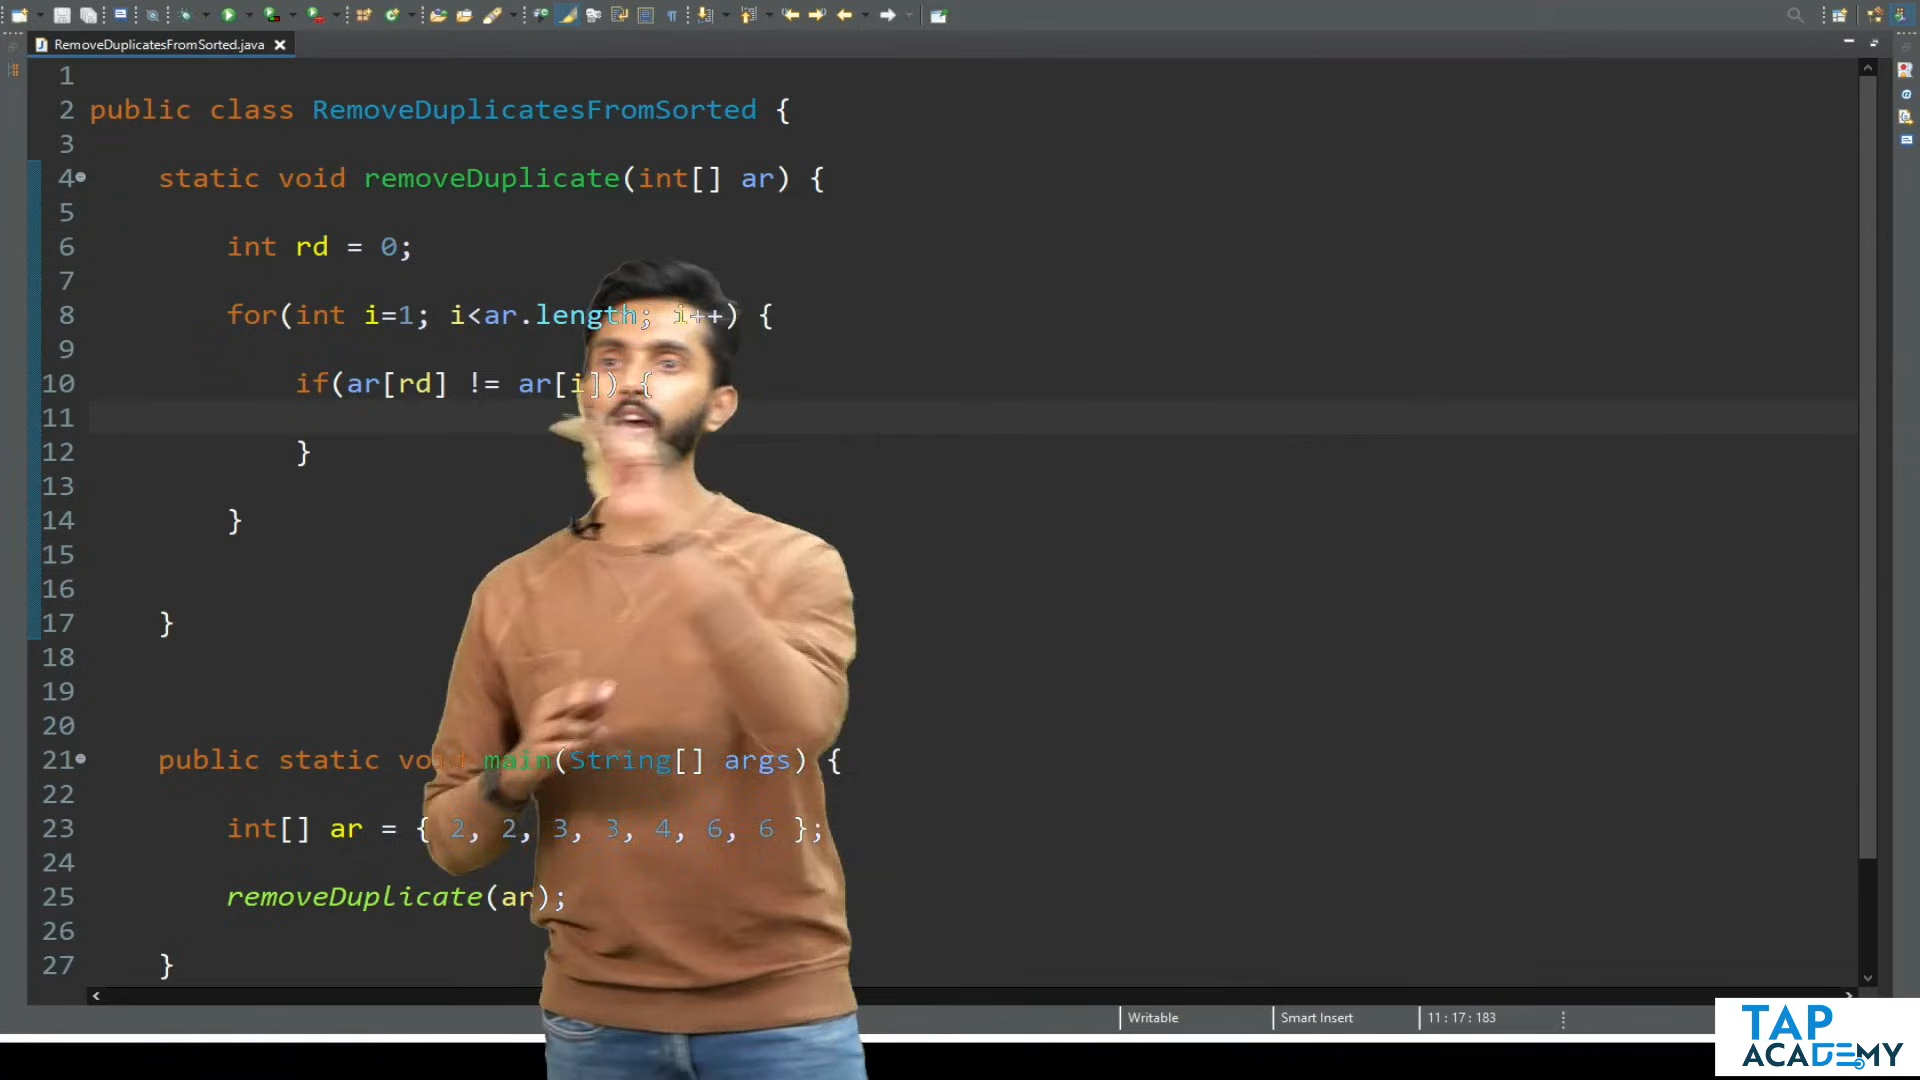 RemoveDuplicatesFromSorted.java
1
2 public class RemoveDuplicatesFromSorted {
3
4 static void removeDuplicate(int[] ar) {
5
6 int rd = 0;
7
8 for(int i=1; i<ar.length; i++) {
9
10 if(ar[rd] != ar[i]) {
11
12 }
13
14 }
15
16
17 }
18
19
20
21 public static void main(String[] args) {
22
23 int[] ar = { 2, 2, 3, 3, 4, 6, 6 };
24
25 removeDuplicate(ar);
26
27 }
Writable Smart Insert 11 : 17 : 183
TAP
ACADEMY